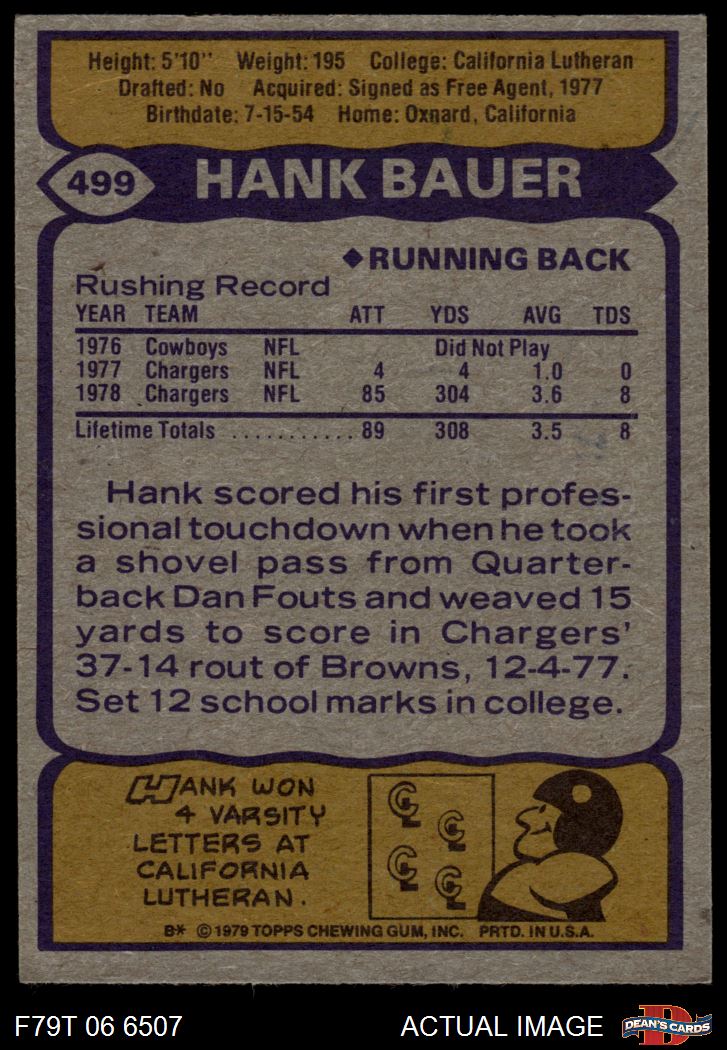 Height: 5'10" Weight: 195 College: California Lutheran
Drafted: No Acquired: Signed as Free Agent, 1977
Birthdate: 7-15-54 Home: Oxnard, California
499 HANK BAUER
◆RUNNING BACK
Rushing Record
YEAR TEAM ATT YDS AVG TDS
1976 Cowboys NFL Did Not Play
1977 Chargers NFL 4 4 1.0 0
1978 Chargers NFL 85 304 3.6 8
Lifetime Totals ........... 89 308 3.5 8
Hank scored his first profes-
sional touchdown when he took
a shovel pass from Quarter-
back Dan Fouts and weaved 15
yards to score in Chargers'
37-14 rout of Browns, 12-4-77.
Set 12 school marks in college.
HANK WON
4 VARSITY
LETTERS AT
CALIFORNIA
LUTHERAN.
CL CL CL CL
B* © 1979 TOPPS CHEWING GUM, INC. PRTD. IN U.S.A.
F79T 06 6507 ACTUAL IMAGE D DEAN'S CARDS